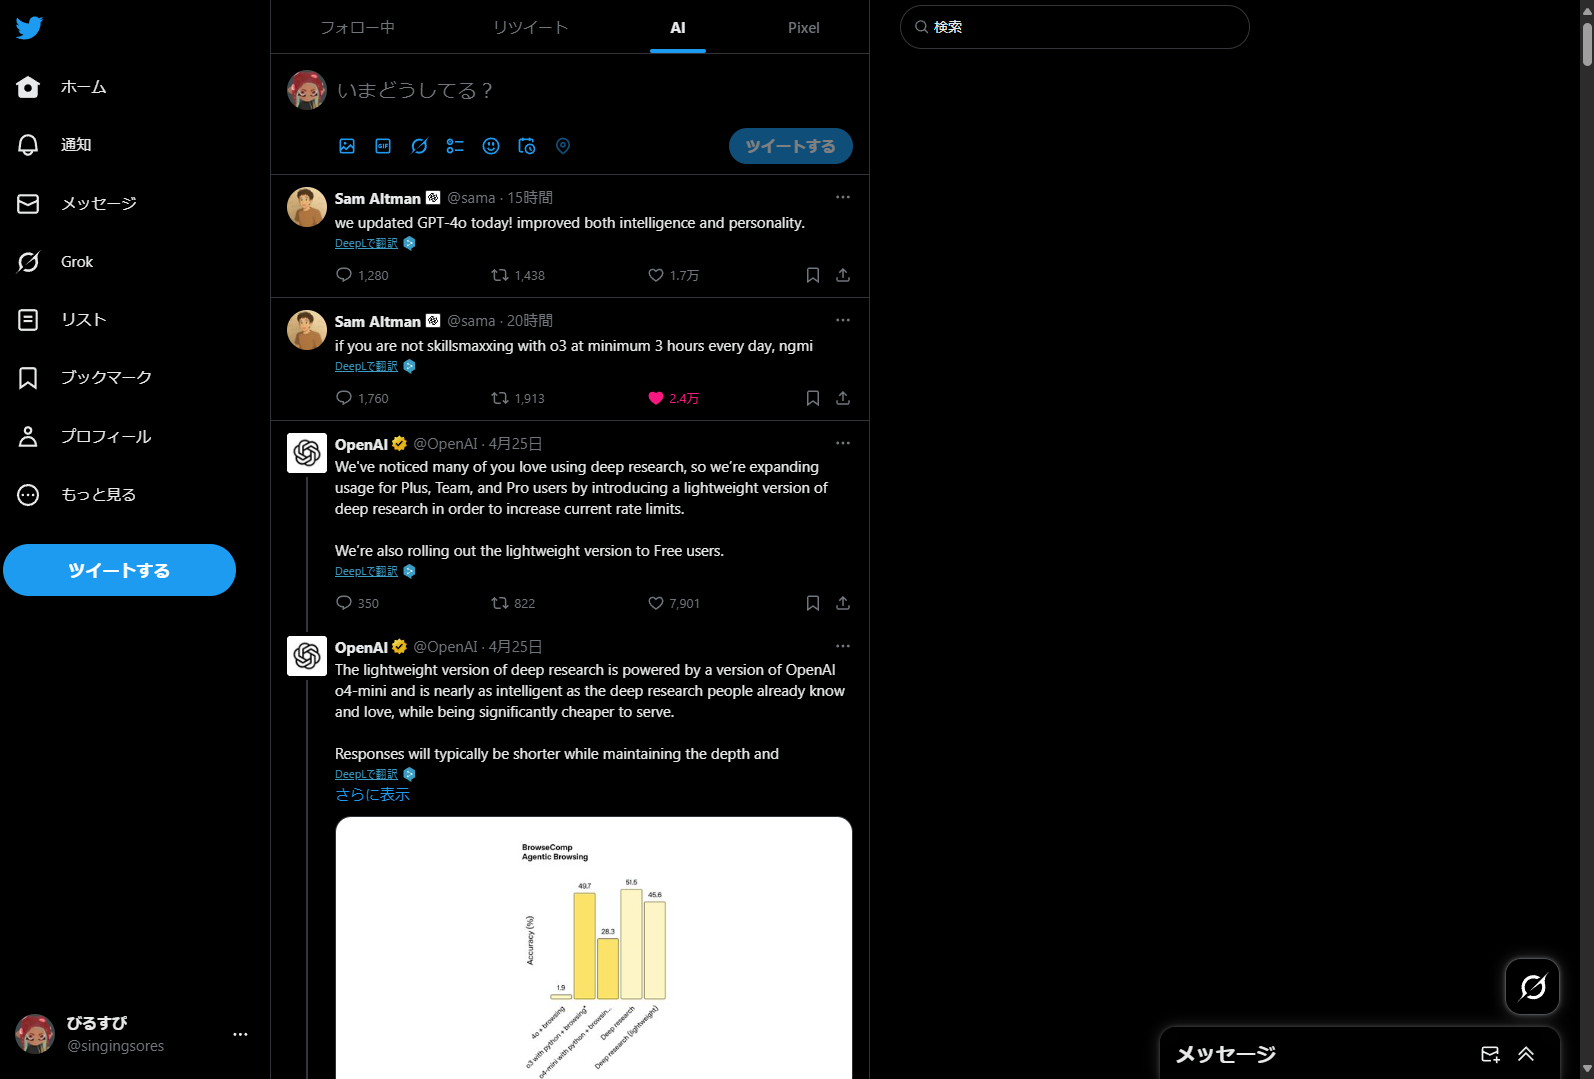 ホーム
通知
メッセージ
Grok
リスト
ブックマーク
プロフィール
もっと見る
ツイートする
びるすぴ
@singingsores
フォロー中
リツイート
AI
Pixel
いまどうしてる？
GIF
ツイートする
Sam Altman @sama · 15時間
we updated GPT-4o today! improved both intelligence and personality.
DeepLで翻訳
1,280
1,438
1.7万
Sam Altman @sama · 20時間
if you are not skillsmaxxing with o3 at minimum 3 hours every day, ngmi
DeepLで翻訳
1,760
1,913
2.4万
OpenAI @OpenAI · 4月25日
We've noticed many of you love using deep research, so we’re expanding
usage for Plus, Team, and Pro users by introducing a lightweight version of
deep research in order to increase current rate limits.
We’re also rolling out the lightweight version to Free users.
DeepLで翻訳
350
822
7,901
OpenAI @OpenAI · 4月25日
The lightweight version of deep research is powered by a version of OpenAI
o4-mini and is nearly as intelligent as the deep research people already know
and love, while being significantly cheaper to serve.
Responses will typically be shorter while maintaining the depth and
DeepLで翻訳
さらに表示
BrowseComp
Agentic Browsing
Accuracy (%)
1.9
49.7
28.3
51.5
45.6
4o + browsing
o3 with python + browsing*
o4-mini with python + browsin...
Deep research
Deep research (lightweight)
検索
メッセージ